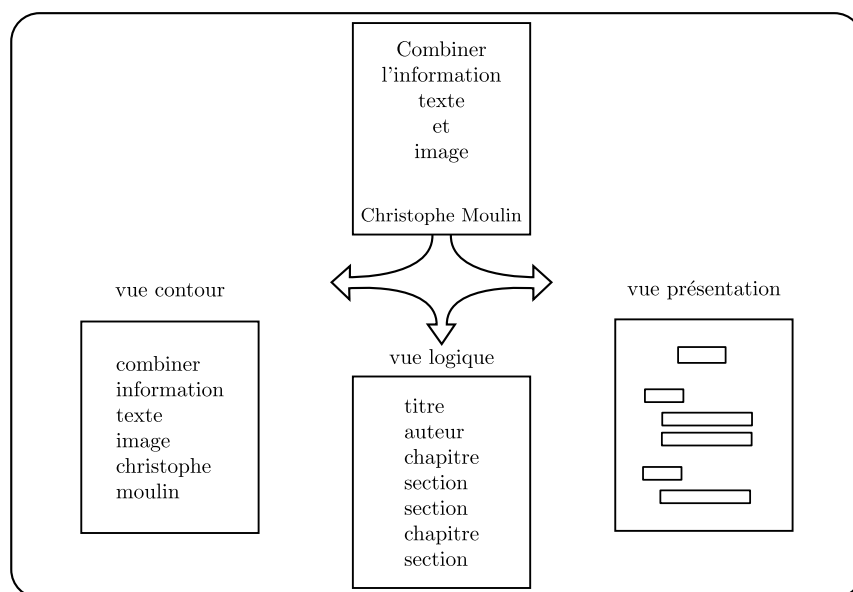 Combiner
l'information
texte
et
image
Christophe Moulin
vue contour
combiner
information
texte
image
christophe
moulin
vue logique
titre
auteur
chapitre
section
section
chapitre
section
vue présentation